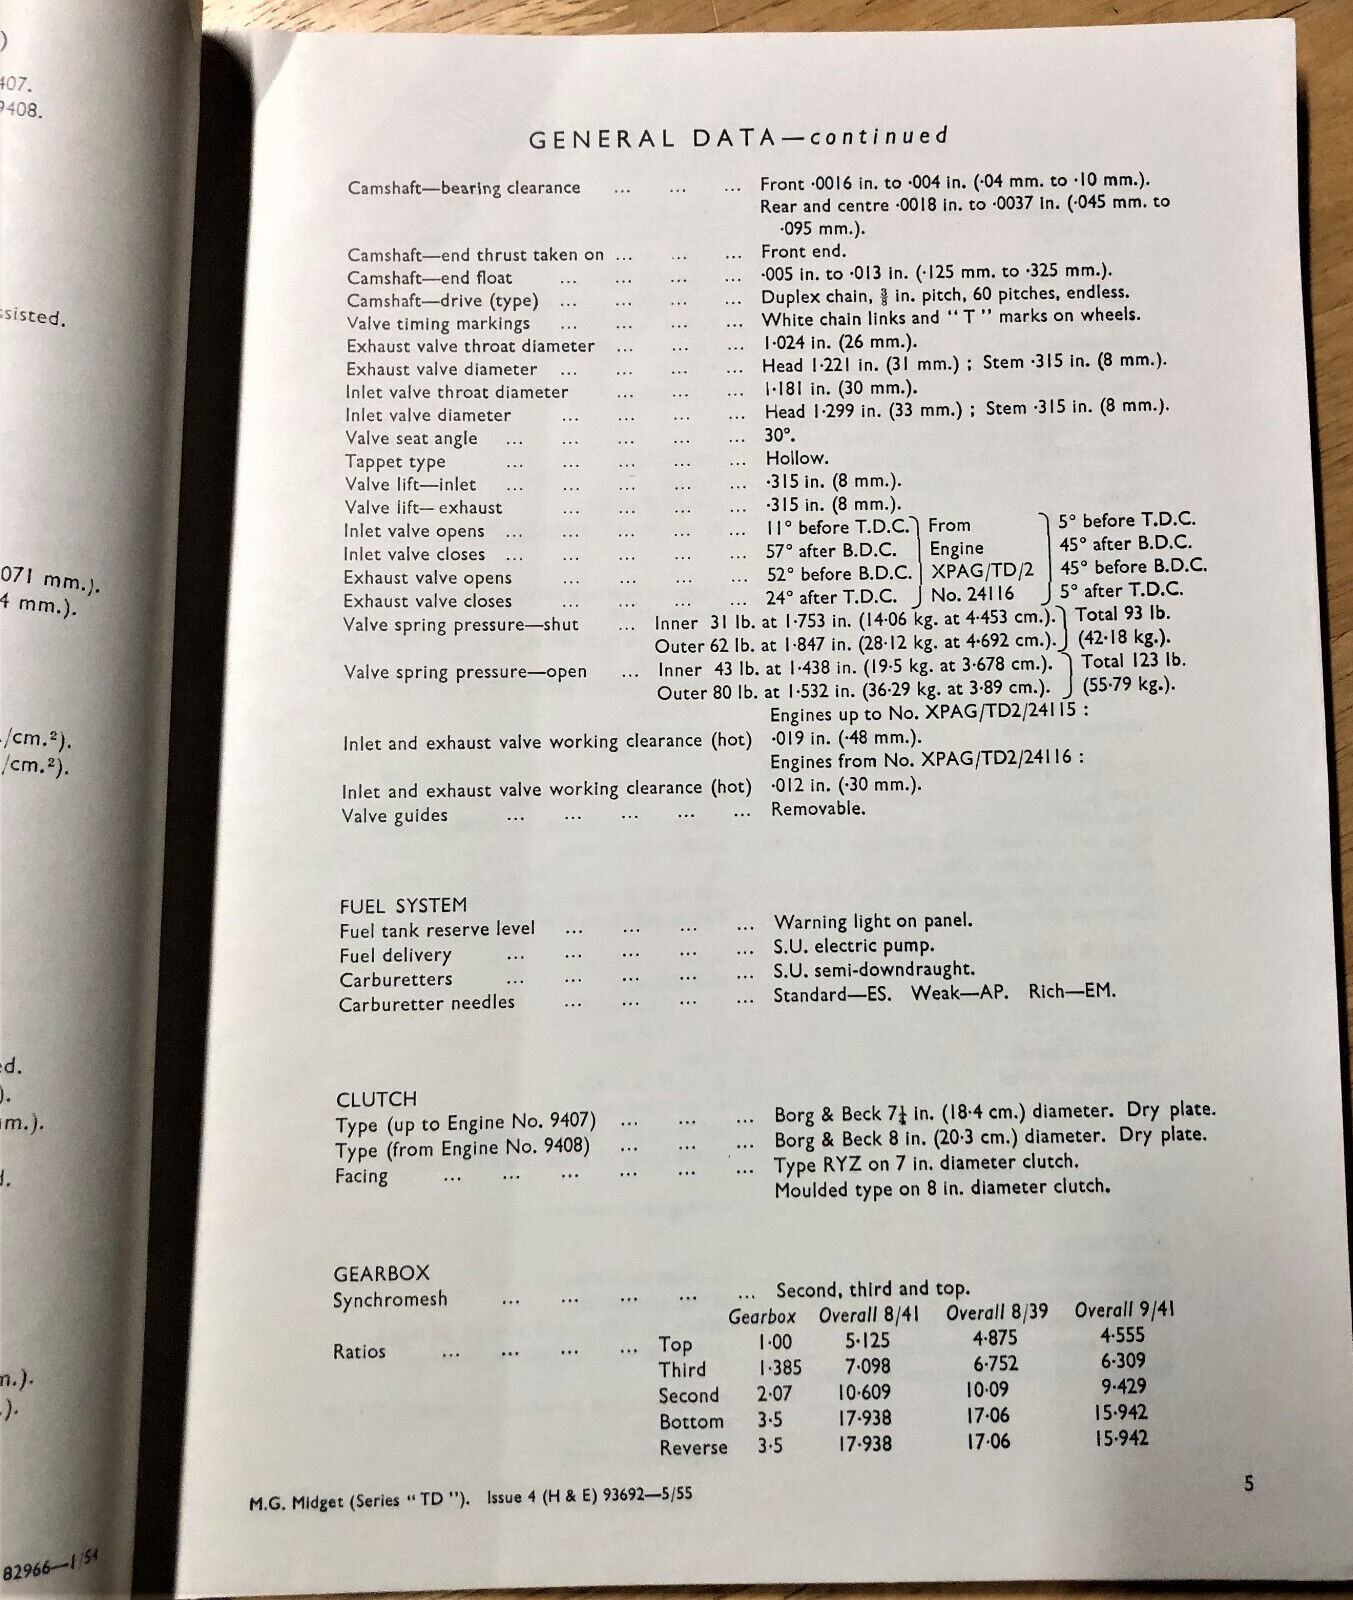 )
407.
9408.
ssisted.
071 mm.).
4 mm.).
/cm.²).
/cm.²).
ed.
).
m.).
d.
n.).
.).
82966—1/54
GENERAL DATA—continued
Camshaft—bearing clearance ... ... ... Front ·0016 in. to ·004 in. (·04 mm. to ·10 mm.).
Rear and centre ·0018 in. to ·0037 in. (·045 mm. to
·095 mm.).
Camshaft—end thrust taken on ... ... ... Front end.
Camshaft—end float ... ... ... ... ·005 in. to ·013 in. (·125 mm. to ·325 mm.).
Camshaft—drive (type) ... ... ... ... Duplex chain, ⅜ in. pitch, 60 pitches, endless.
Valve timing markings ... ... ... ... White chain links and “ T ” marks on wheels.
Exhaust valve throat diameter ... ... ... 1·024 in. (26 mm.).
Exhaust valve diameter ... ... ... ... Head 1·221 in. (31 mm.) ; Stem ·315 in. (8 mm.).
Inlet valve throat diameter ... ... ... 1·181 in. (30 mm.).
Inlet valve diameter ... ... ... ... Head 1·299 in. (33 mm.) ; Stem ·315 in. (8 mm.).
Valve seat angle ... ... ... ... ... 30°.
Tappet type ... ... ... ... ... Hollow.
Valve lift—inlet ... ... ... ... ... ·315 in. (8 mm.).
Valve lift—exhaust ... ... ... ... ·315 in. (8 mm.).
Inlet valve opens ... ... ... ... ... 11° before T.D.C. From 5° before T.D.C.
Inlet valve closes ... ... ... ... ... 57° after B.D.C. Engine 45° after B.D.C.
Exhaust valve opens ... ... ... ... 52° before B.D.C. XPAG/TD/2 45° before B.D.C.
Exhaust valve closes ... ... ... ... 24° after T.D.C. No. 24116 5° after T.D.C.
Valve spring pressure—shut ... Inner 31 lb. at 1·753 in. (14·06 kg. at 4·453 cm.). Total 93 lb.
Outer 62 lb. at 1·847 in. (28·12 kg. at 4·692 cm.). (42·18 kg.).
Valve spring pressure—open ... Inner 43 lb. at 1·438 in. (19·5 kg. at 3·678 cm.). Total 123 lb.
Outer 80 lb. at 1·532 in. (36·29 kg. at 3·89 cm.). (55·79 kg.).
Engines up to No. XPAG/TD2/24115 :
Inlet and exhaust valve working clearance (hot) ·019 in. (·48 mm.).
Engines from No. XPAG/TD2/24116 :
Inlet and exhaust valve working clearance (hot) ·012 in. (·30 mm.).
Valve guides ... ... ... ... ... Removable.
FUEL SYSTEM
Fuel tank reserve level ... ... ... ... Warning light on panel.
Fuel delivery ... ... ... ... ... S.U. electric pump.
Carburetters ... ... ... ... ... S.U. semi-downdraught.
Carburetter needles ... ... ... ... Standard—ES. Weak—AP. Rich—EM.
CLUTCH
Type (up to Engine No. 9407) ... ... ... Borg & Beck 7¼ in. (18·4 cm.) diameter. Dry plate.
Type (from Engine No. 9408) ... ... ... Borg & Beck 8 in. (20·3 cm.) diameter. Dry plate.
Facing ... ... ... ... ... ... Type RYZ on 7 in. diameter clutch.
Moulded type on 8 in. diameter clutch.
GEARBOX
Synchromesh ... ... ... ... ... Second, third and top.
Gearbox Overall 8/41 Overall 8/39 Overall 9/41
Ratios ... ... ... ... Top 1·00 5·125 4·875 4·555
Third 1·385 7·098 6·752 6·309
Second 2·07 10·609 10·09 9·429
Bottom 3·5 17·938 17·06 15·942
Reverse 3·5 17·938 17·06 15·942
M.G. Midget (Series “ TD ”). Issue 4 (H & E) 93692—5/55
5